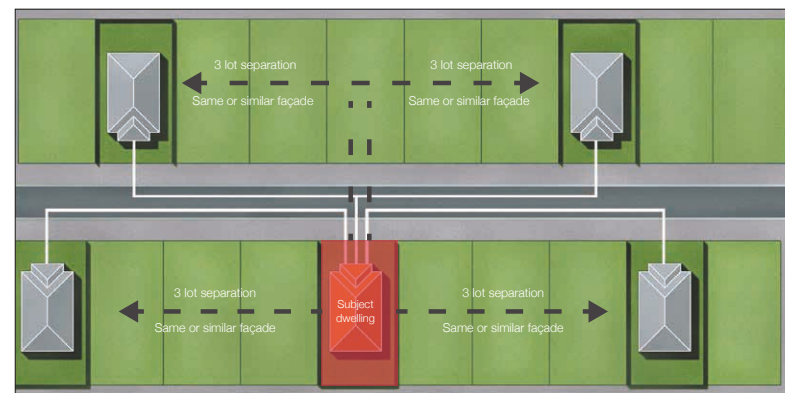 3 lot separation
Same or similar façade
3 lot separation
Same or similar façade
3 lot separation
Same or similar façade
Subject
dwelling
3 lot separation
Same or similar façade